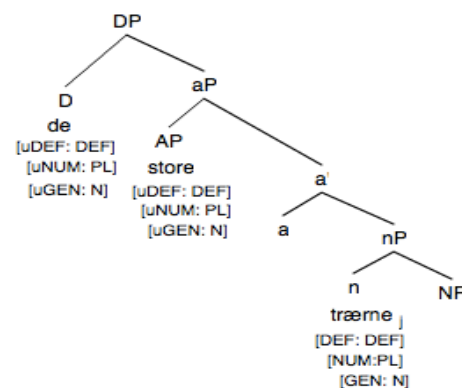 DP
D
aP
de
[uDEF: DEF]
[uNUM: PL]
[uGEN: N]
AP
store
[uDEF: DEF]
[uNUM: PL]
[uGEN: N]
a'
a
nP
n
NP
trærne j
[DEF: DEF]
[NUM:PL]
[GEN: N]